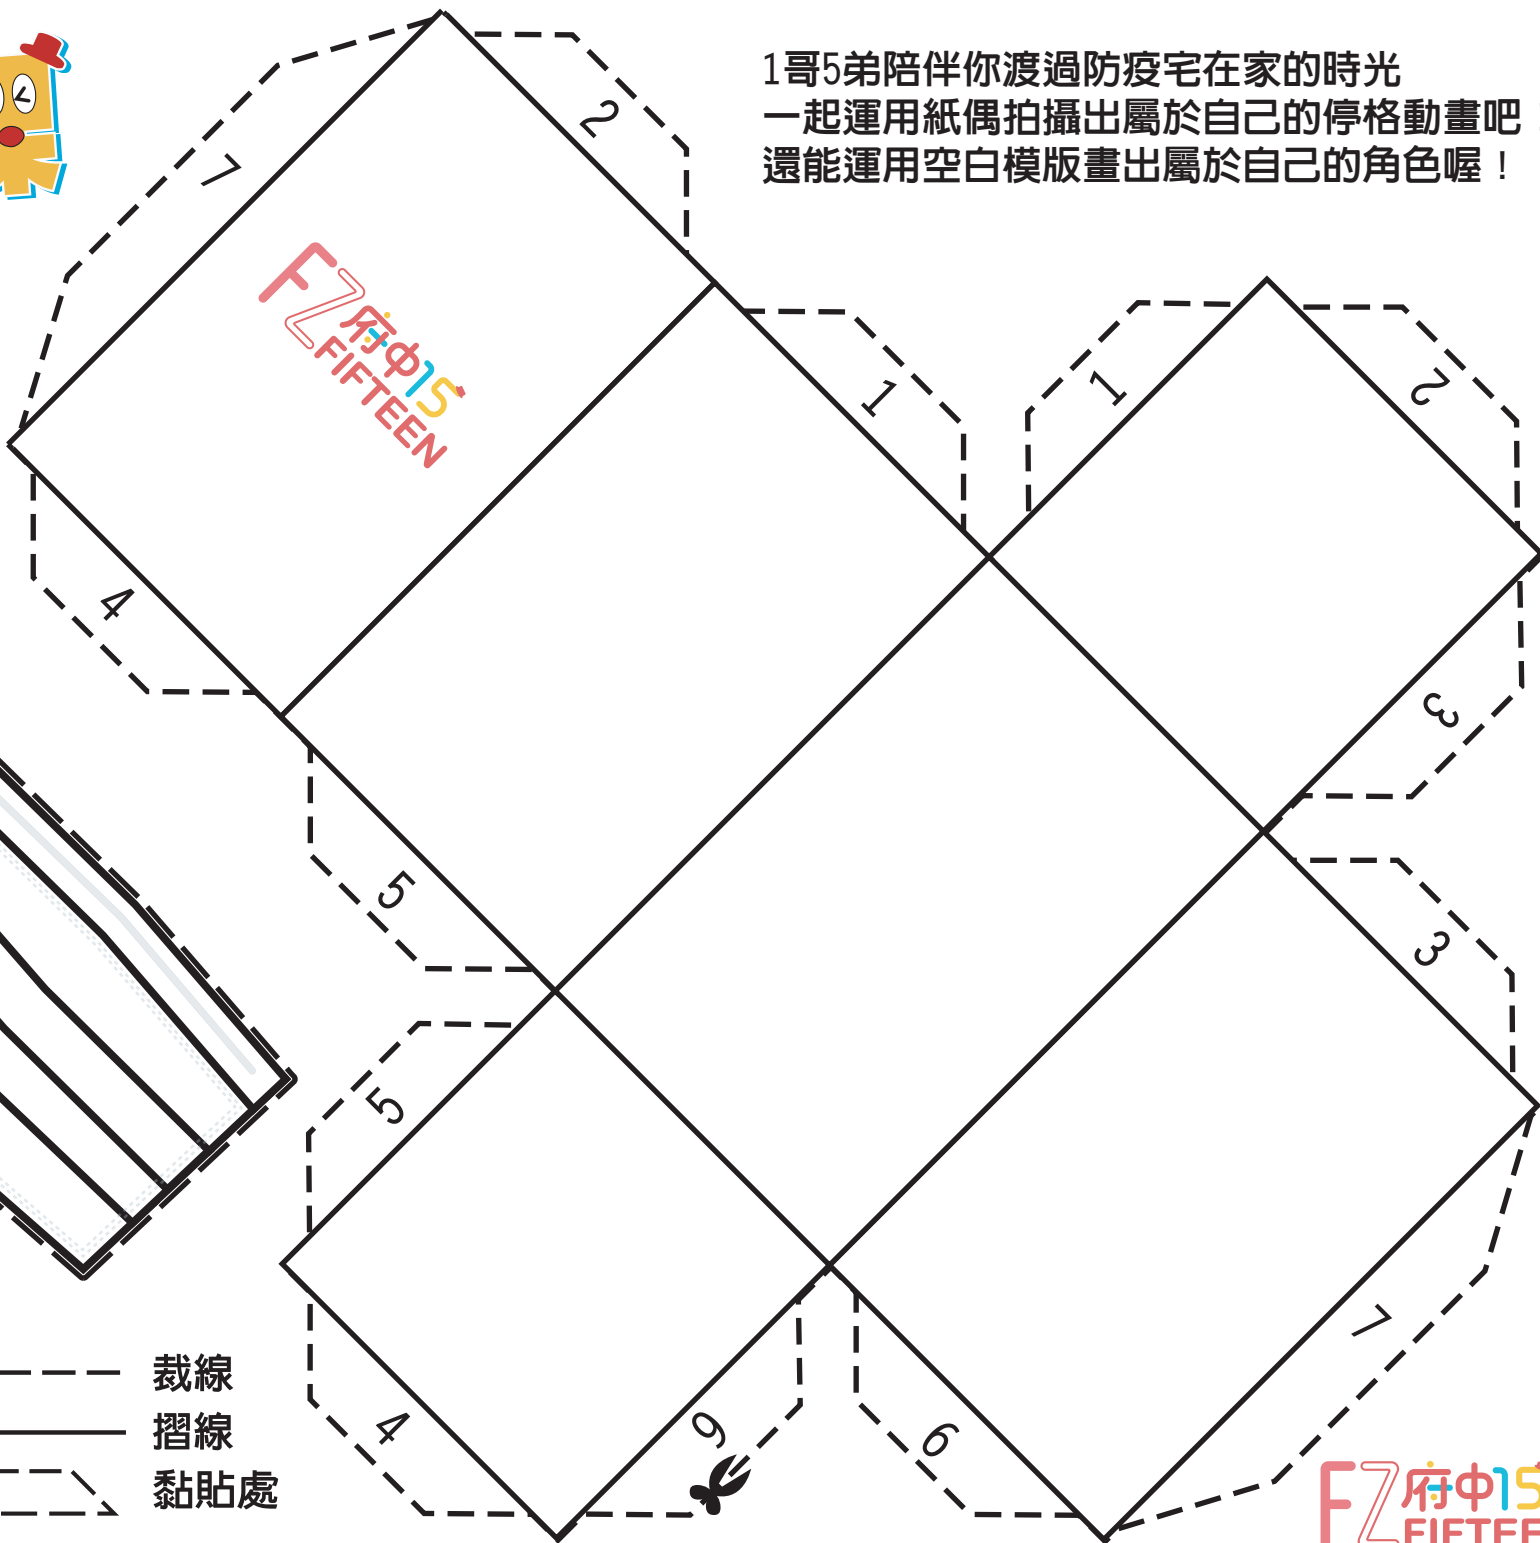 1哥5弟陪伴你渡過防疫宅在家的時光
一起運用紙偶拍攝出屬於自己的停格動畫吧
還能運用空白模版畫出屬於自己的角色喔！
7
2
FZ府中15
FIFTEEN
1
1
2
4
3
5
3
5
7
4
6
6
裁線
摺線
黏貼處
FZ府中15
FIFTEE